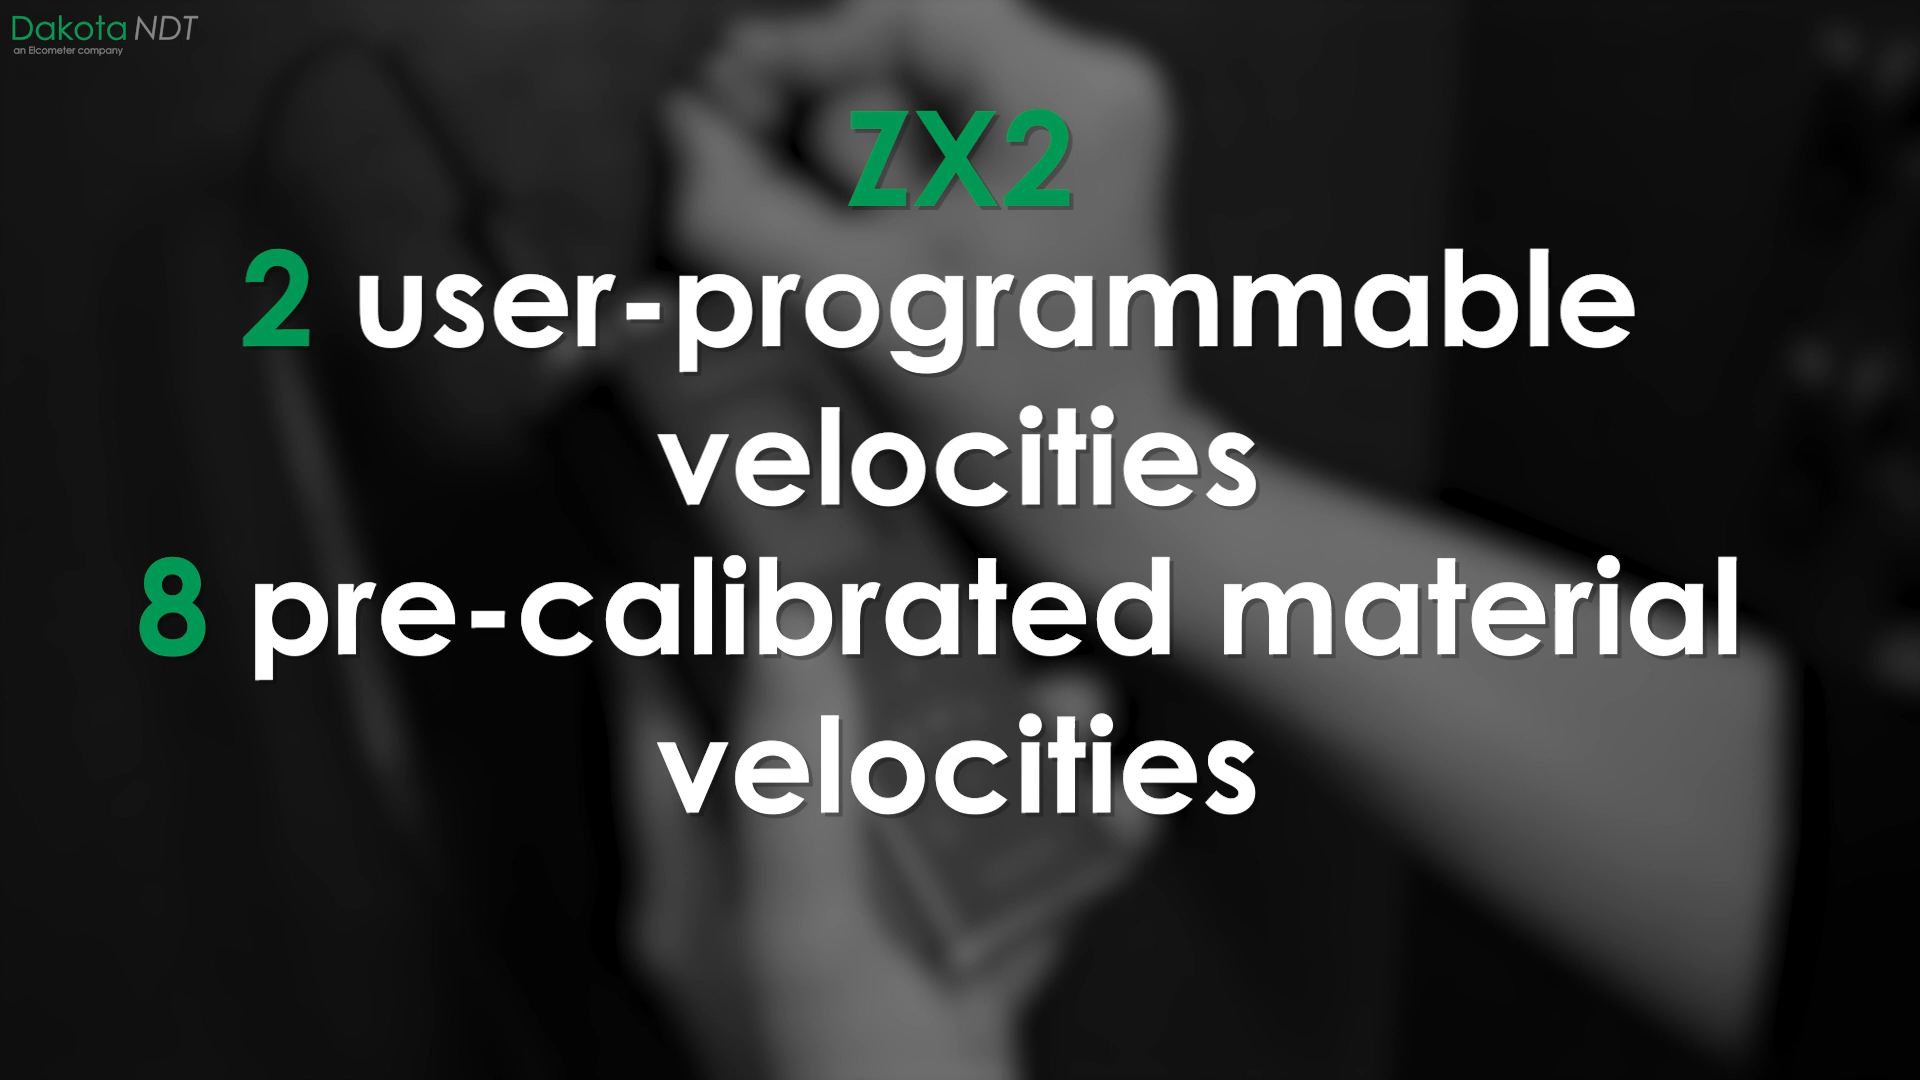 Dakota NDT
an Elcometer company
ZX2
2 user-programmable
velocities
8 pre-calibrated material
velocities